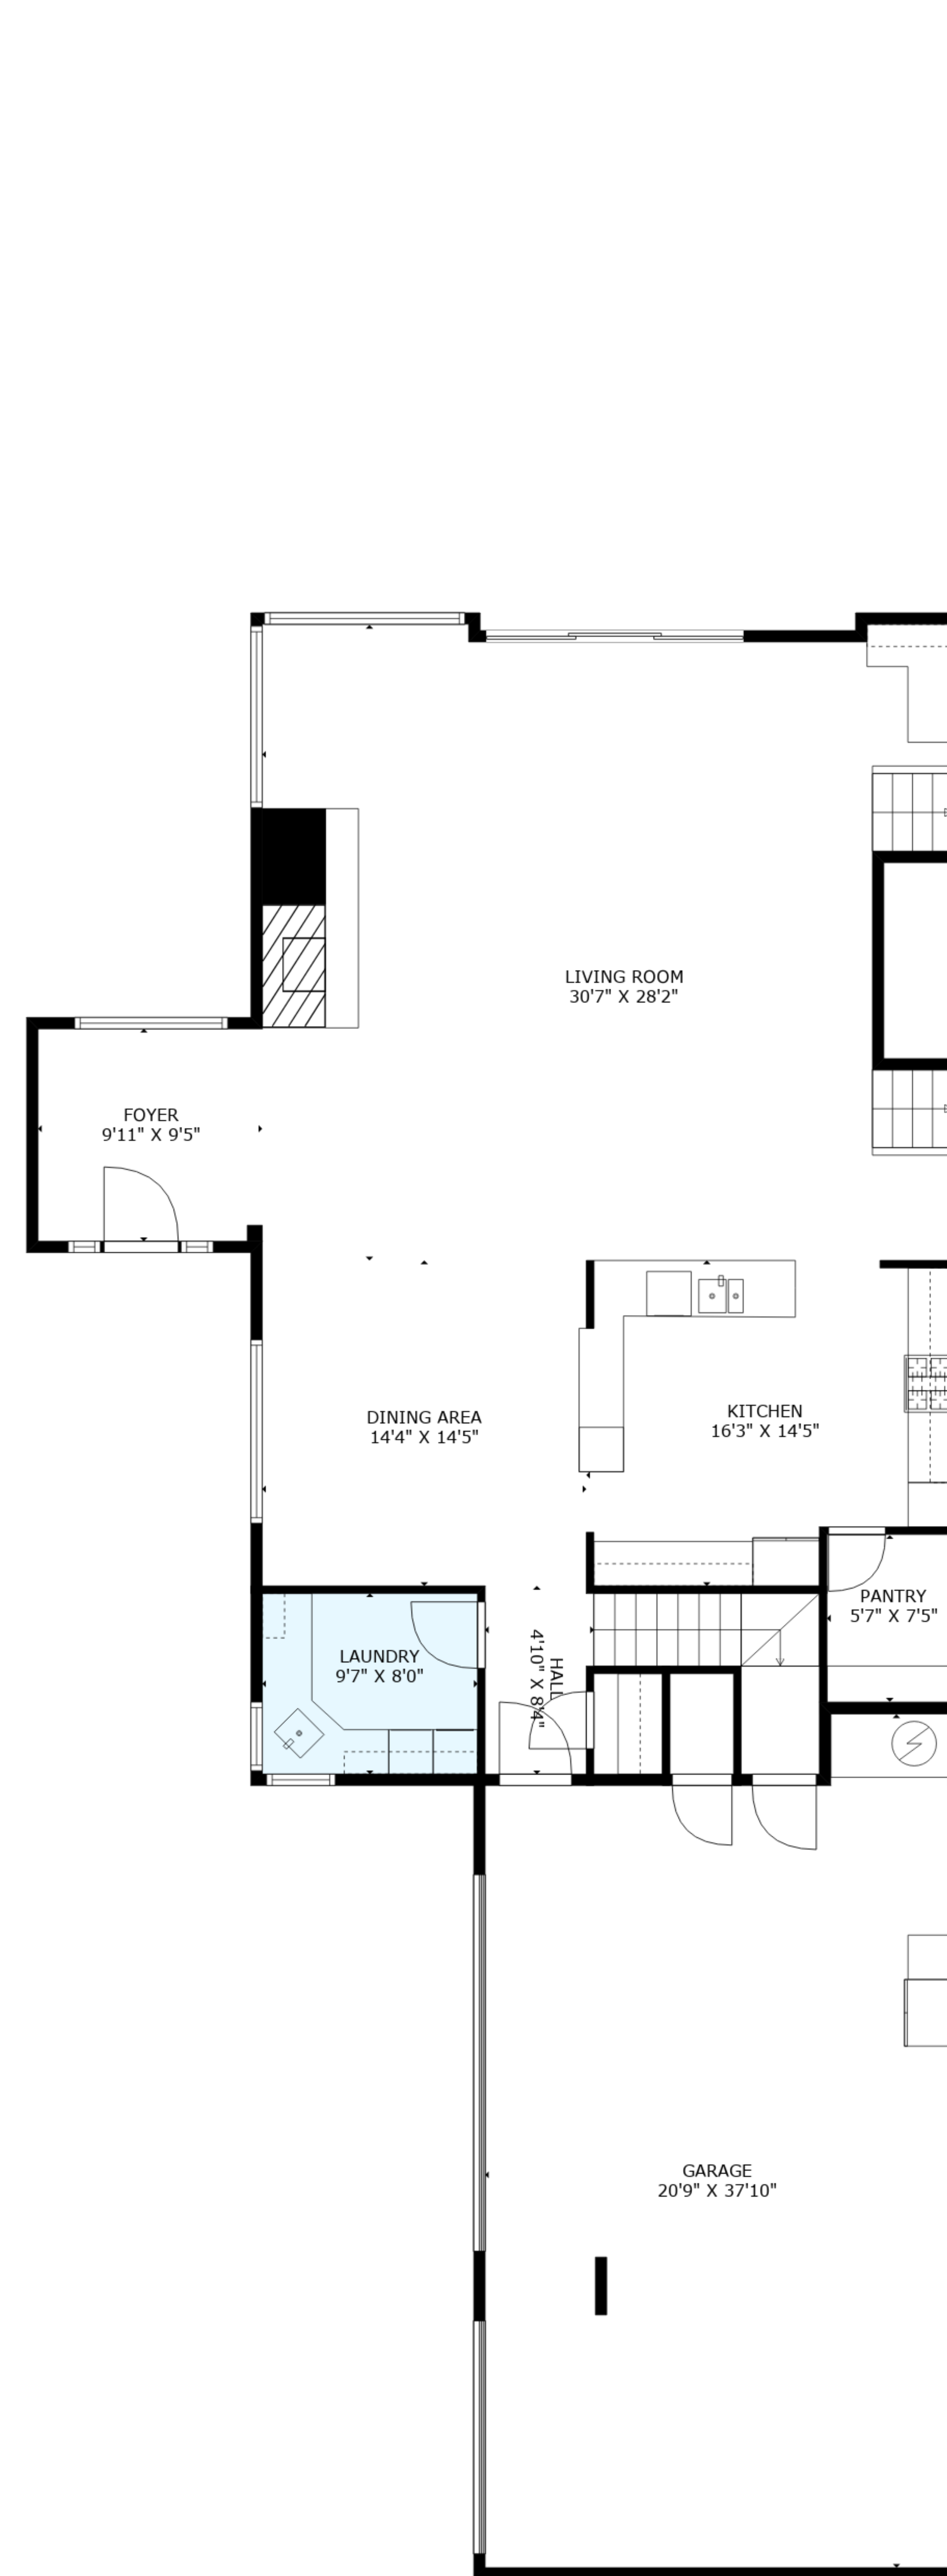 LIVING ROOM
30'7" X 28'2"
FOYER
9'11" X 9'5"
DINING AREA
14'4" X 14'5"
KITCHEN
16'3" X 14'5"
PANTRY
5'7" X 7'5"
LAUNDRY
9'7" X 8'0"
HALL
4'10" X 8'4"
GARAGE
20'9" X 37'10"